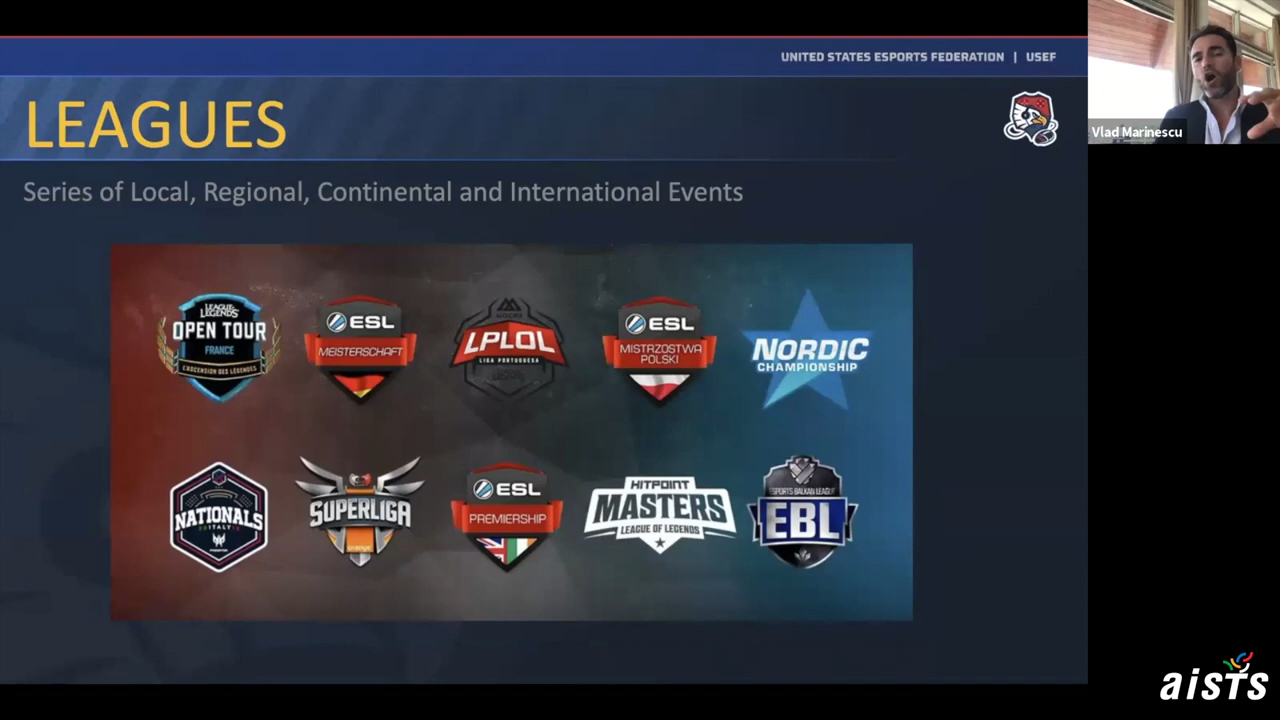 UNITED STATES ESPORTS FEDERATION | USEF
LEAGUES
Series of Local, Regional, Continental and International Events
Vlad Marinescu
LEAGUE
LEGENDS
OPEN TOUR
FRANCE
L'ASCENSION DES LÉGENDES
ESL
MEISTERSCHAFT
LPLOL
LIGA PORTUGUESA
ESL
MISTRZOSTWA
POLSKI
NORDIC
CHAMPIONSHIP
NATIONALS
ITALY
PREDATOR
SUPERLIGA
orange
ESL
PREMIERSHIP
HITPOINT
MASTERS
LEAGUE OF LEGENDS
ESPORTS BALKAN LEAGUE
EBL
aisTs